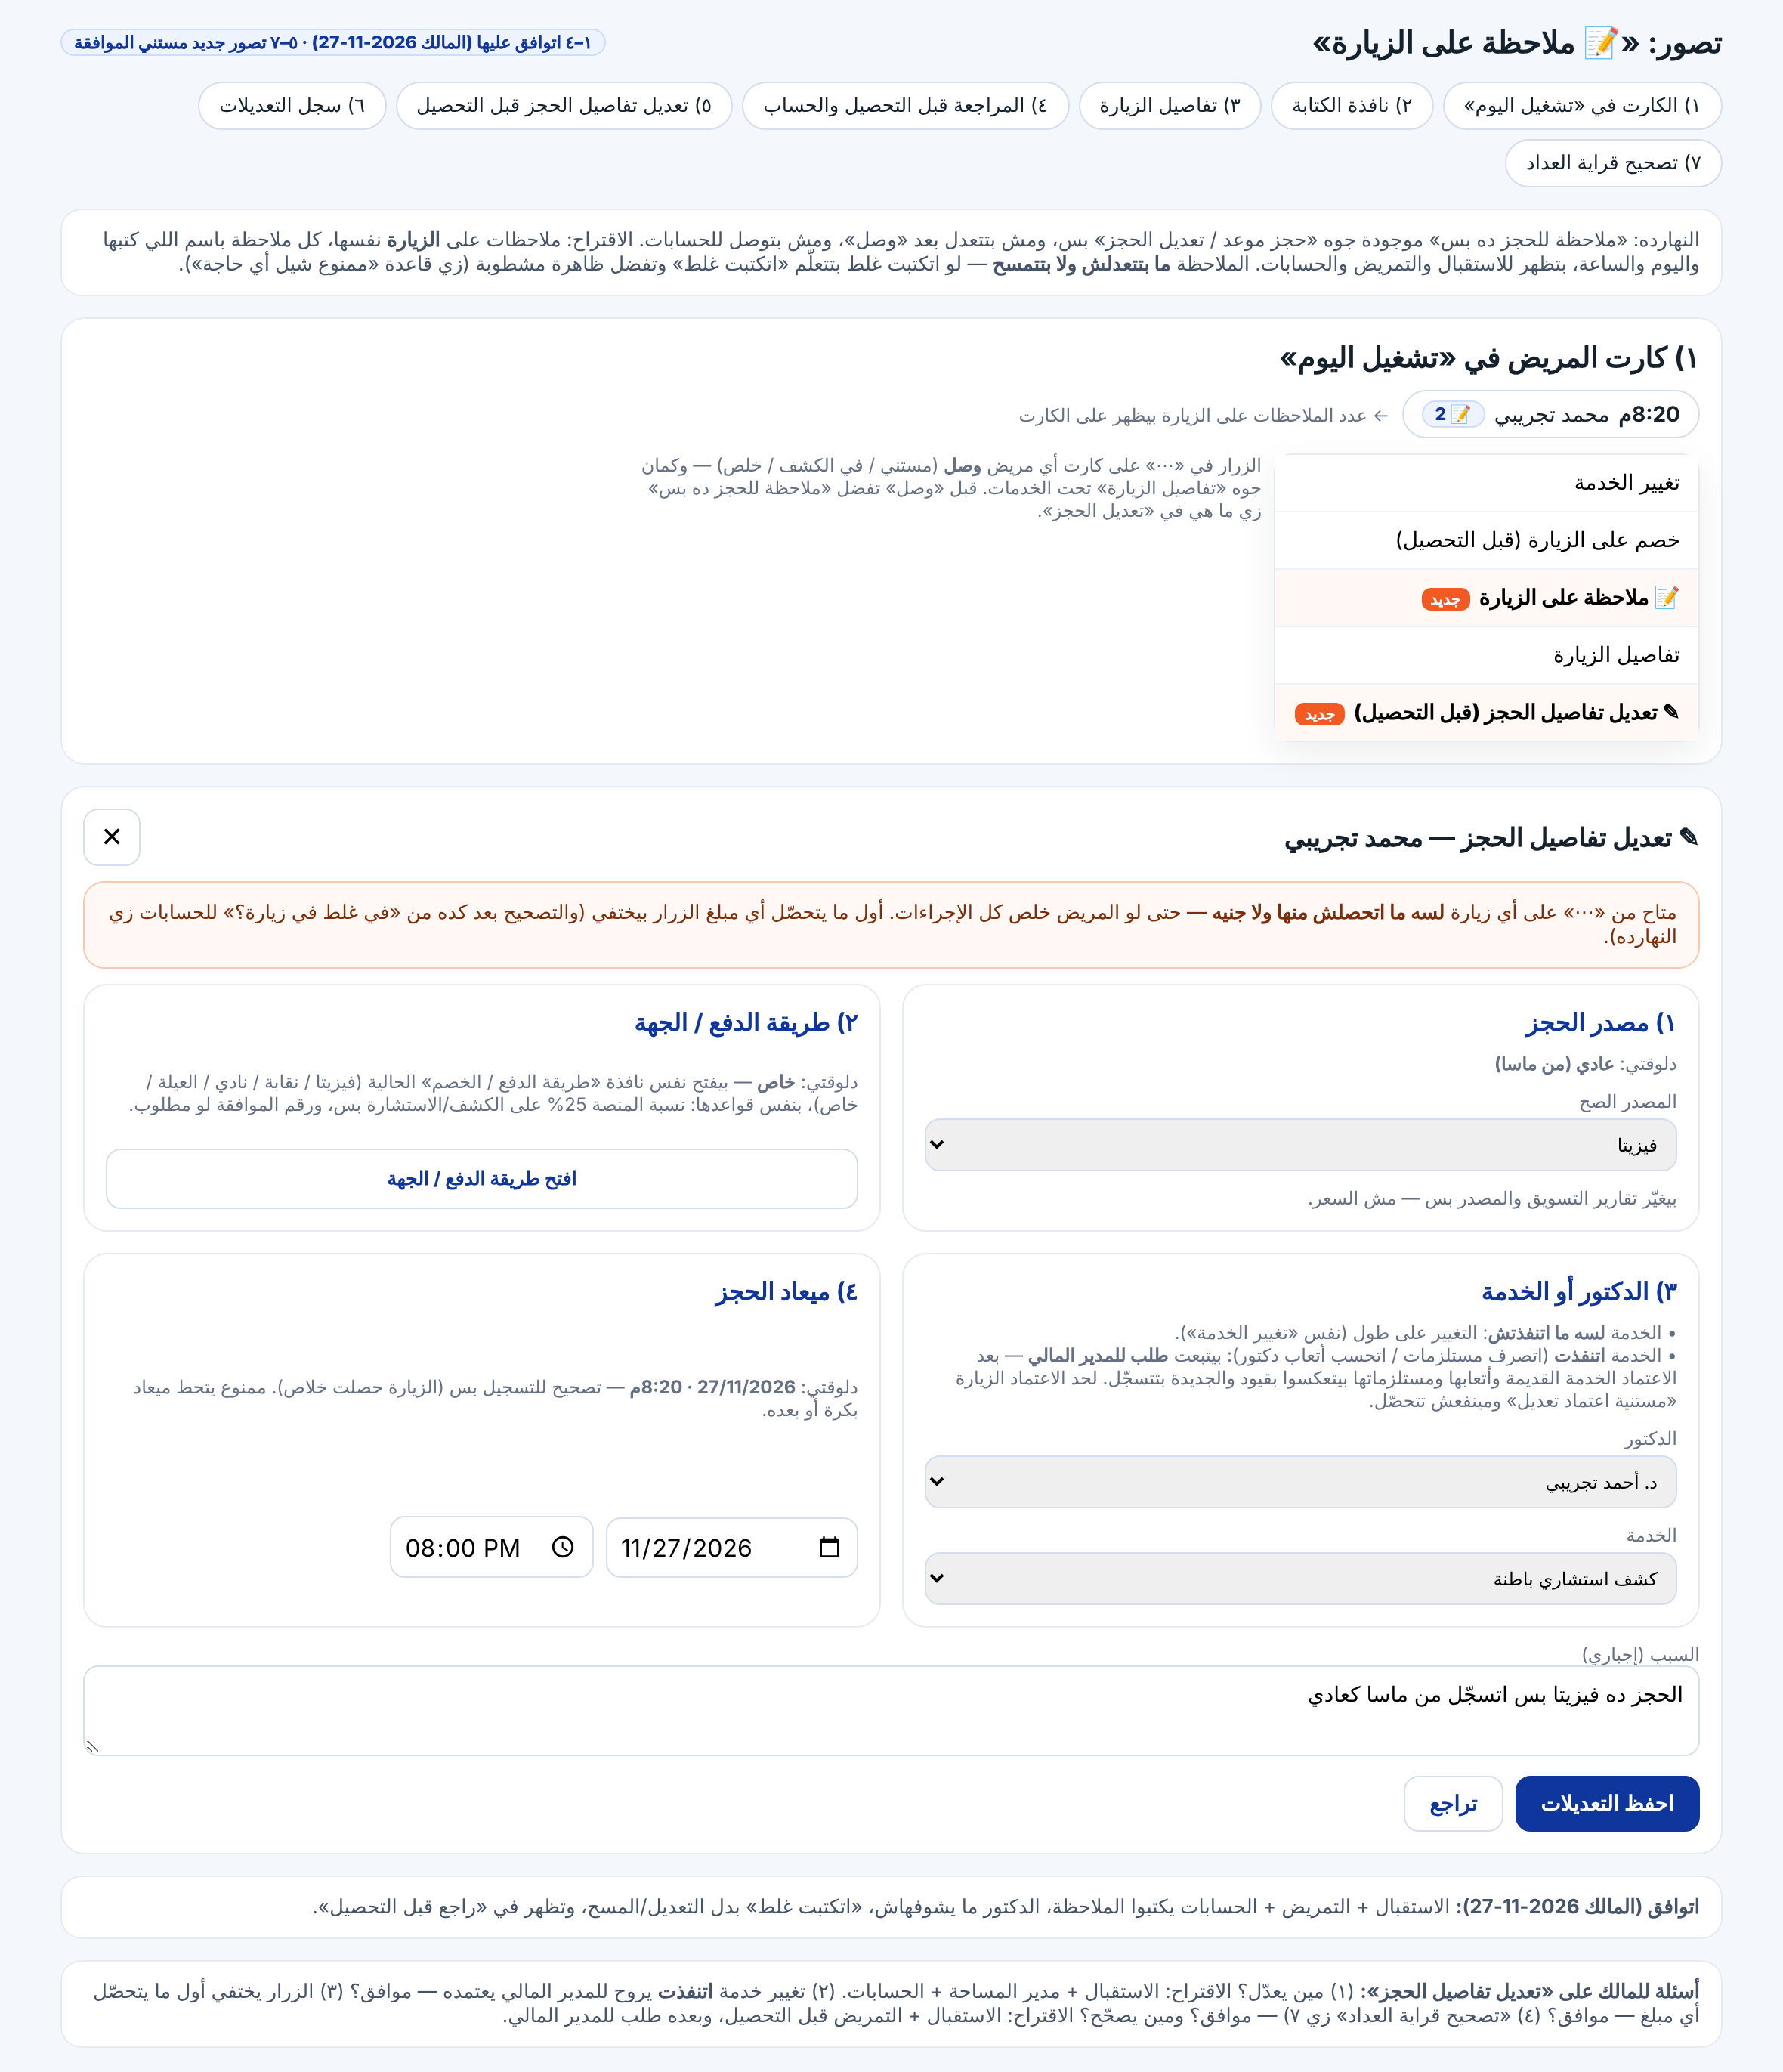 تصور: «📝 ملاحظة على الزيارة»
١–٤ اتوافق عليها (المالك 2026-11-27) · ٥–٧ تصور جديد مستني الموافقة
١) الكارت في «تشغيل اليوم»
٢) نافذة الكتابة
٣) تفاصيل الزيارة
٤) المراجعة قبل التحصيل والحساب
٥) تعديل تفاصيل الحجز قبل التحصيل
٦) سجل التعديلات
٧) تصحيح قراية العداد
النهارده: «ملاحظة للحجز ده بس» موجودة جوه «حجز موعد / تعديل الحجز» بس، ومش بتتعدل بعد «وصل»، ومش بتوصل للحسابات. الاقتراح: ملاحظات على الزيارة نفسها، كل ملاحظة باسم اللي كتبها
واليوم والساعة، بتظهر للاستقبال والتمريض والحسابات. الملاحظة ما بتتعدلش ولا بتتمسح — لو اتكتبت غلط بتتعلّم «اتكتبت غلط» وتفضل ظاهرة مشطوبة (زي قاعدة «ممنوع شيل أي حاجة»).
١) كارت المريض في «تشغيل اليوم»
8:20م محمد تجريبي 📝 2
← عدد الملاحظات على الزيارة بيظهر على الكارت
تغيير الخدمة
خصم على الزيارة (قبل التحصيل)
📝 ملاحظة على الزيارة جديد
تفاصيل الزيارة
✎ تعديل تفاصيل الحجز (قبل التحصيل) جديد
الزرار في «···» على كارت أي مريض وصل (مستني / في الكشف / خلص) — وكمان
جوه «تفاصيل الزيارة» تحت الخدمات. قبل «وصل» تفضل «ملاحظة للحجز ده بس»
زي ما هي في «تعديل الحجز».
✎ تعديل تفاصيل الحجز — محمد تجريبي
✕
متاح من «···» على أي زيارة لسه ما اتحصلش منها ولا جنيه — حتى لو المريض خلص كل الإجراءات. أول ما يتحصّل أي مبلغ الزرار بيختفي (والتصحيح بعد كده من «في غلط في زيارة؟» للحسابات زي
النهارده).
١) مصدر الحجز
دلوقتي: عادي (من ماسا)
المصدر الصح
فيزيتا
بيغيّر تقارير التسويق والمصدر بس — مش السعر.
٢) طريقة الدفع / الجهة
دلوقتي: خاص — بيفتح نفس نافذة «طريقة الدفع / الخصم» الحالية (فيزيتا / نقابة / نادي / العيلة /
خاص)، بنفس قواعدها: نسبة المنصة 25% على الكشف/الاستشارة بس، ورقم الموافقة لو مطلوب.
افتح طريقة الدفع / الجهة
٣) الدكتور أو الخدمة
• الخدمة لسه ما اتنفذتش: التغيير على طول (نفس «تغيير الخدمة»).
• الخدمة اتنفذت (اتصرف مستلزمات / اتحسب أتعاب دكتور): بيتبعت طلب للمدير المالي — بعد
الاعتماد الخدمة القديمة وأتعابها ومستلزماتها بيتعكسوا بقيود والجديدة بتتسجّل. لحد الاعتماد الزيارة
«مستنية اعتماد تعديل» ومينفعش تتحصّل.
الدكتور
د. أحمد تجريبي
الخدمة
كشف استشاري باطنة
٤) ميعاد الحجز
دلوقتي: 27/11/2026 · 8:20م — تصحيح للتسجيل بس (الزيارة حصلت خلاص). ممنوع يتحط ميعاد
بكرة أو بعده.
11/27/2026
08:00 PM
السبب (إجباري)
الحجز ده فيزيتا بس اتسجّل من ماسا كعادي
احفظ التعديلات
تراجع
اتوافق (المالك 2026-11-27): الاستقبال + التمريض + الحسابات يكتبوا الملاحظة، الدكتور ما يشوفهاش، «اتكتبت غلط» بدل التعديل/المسح، وتظهر في «راجع قبل التحصيل».
أسئلة للمالك على «تعديل تفاصيل الحجز»: (١) مين يعدّل؟ الاقتراح: الاستقبال + مدير المساحة + الحسابات. (٢) تغيير خدمة اتنفذت يروح للمدير المالي يعتمده — موافق؟ (٣) الزرار يختفي أول ما يتحصّل
أي مبلغ — موافق؟ (٤) «تصحيح قراية العداد» زي ٧) — موافق؟ ومين يصحّح؟ الاقتراح: الاستقبال + التمريض قبل التحصيل، وبعده طلب للمدير المالي.